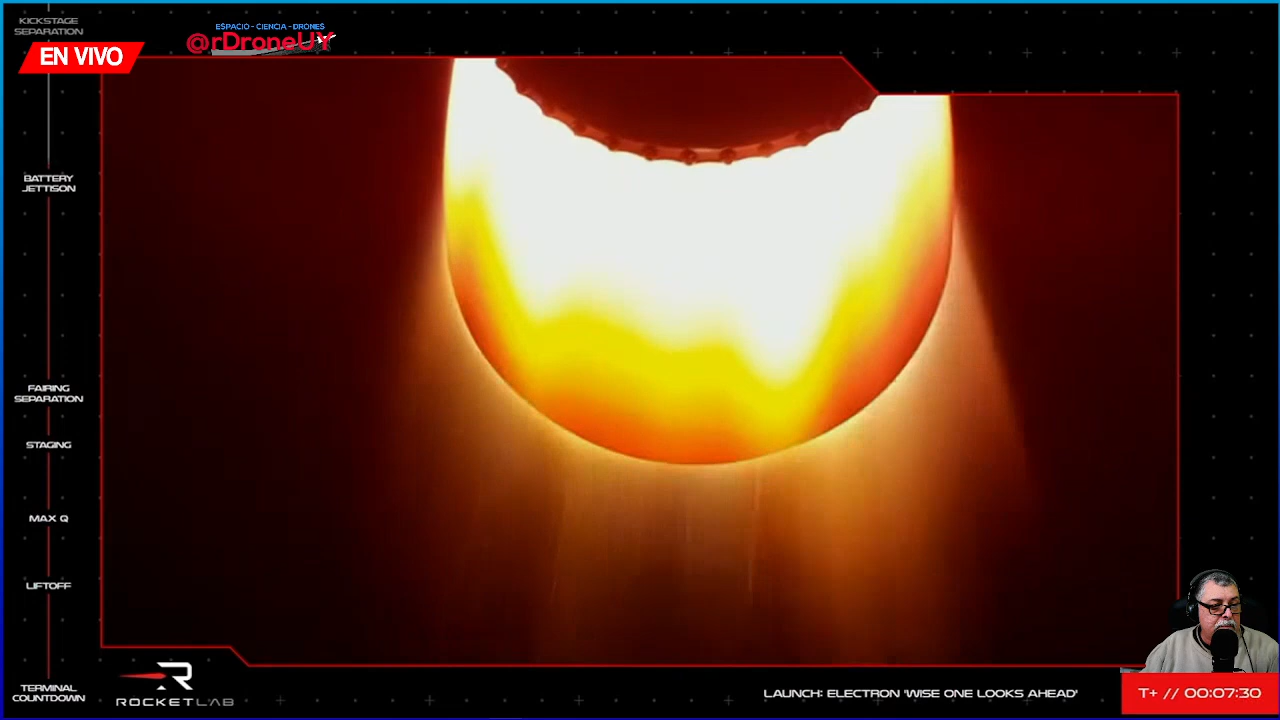 KICKSTAGE
SEPARATION
EN VIVO
ESPACIO - CIENCIA - DRONES
@rDroneUY
BATTERY
JETTISON
FAIRING
SEPARATION
STAGING
MAX Q
LIFTOFF
TERMINAL
COUNTDOWN
ROCKETLAB
LAUNCH: ELECTRON 'WISE ONE LOOKS AHEAD'
T+ // 00:07:30